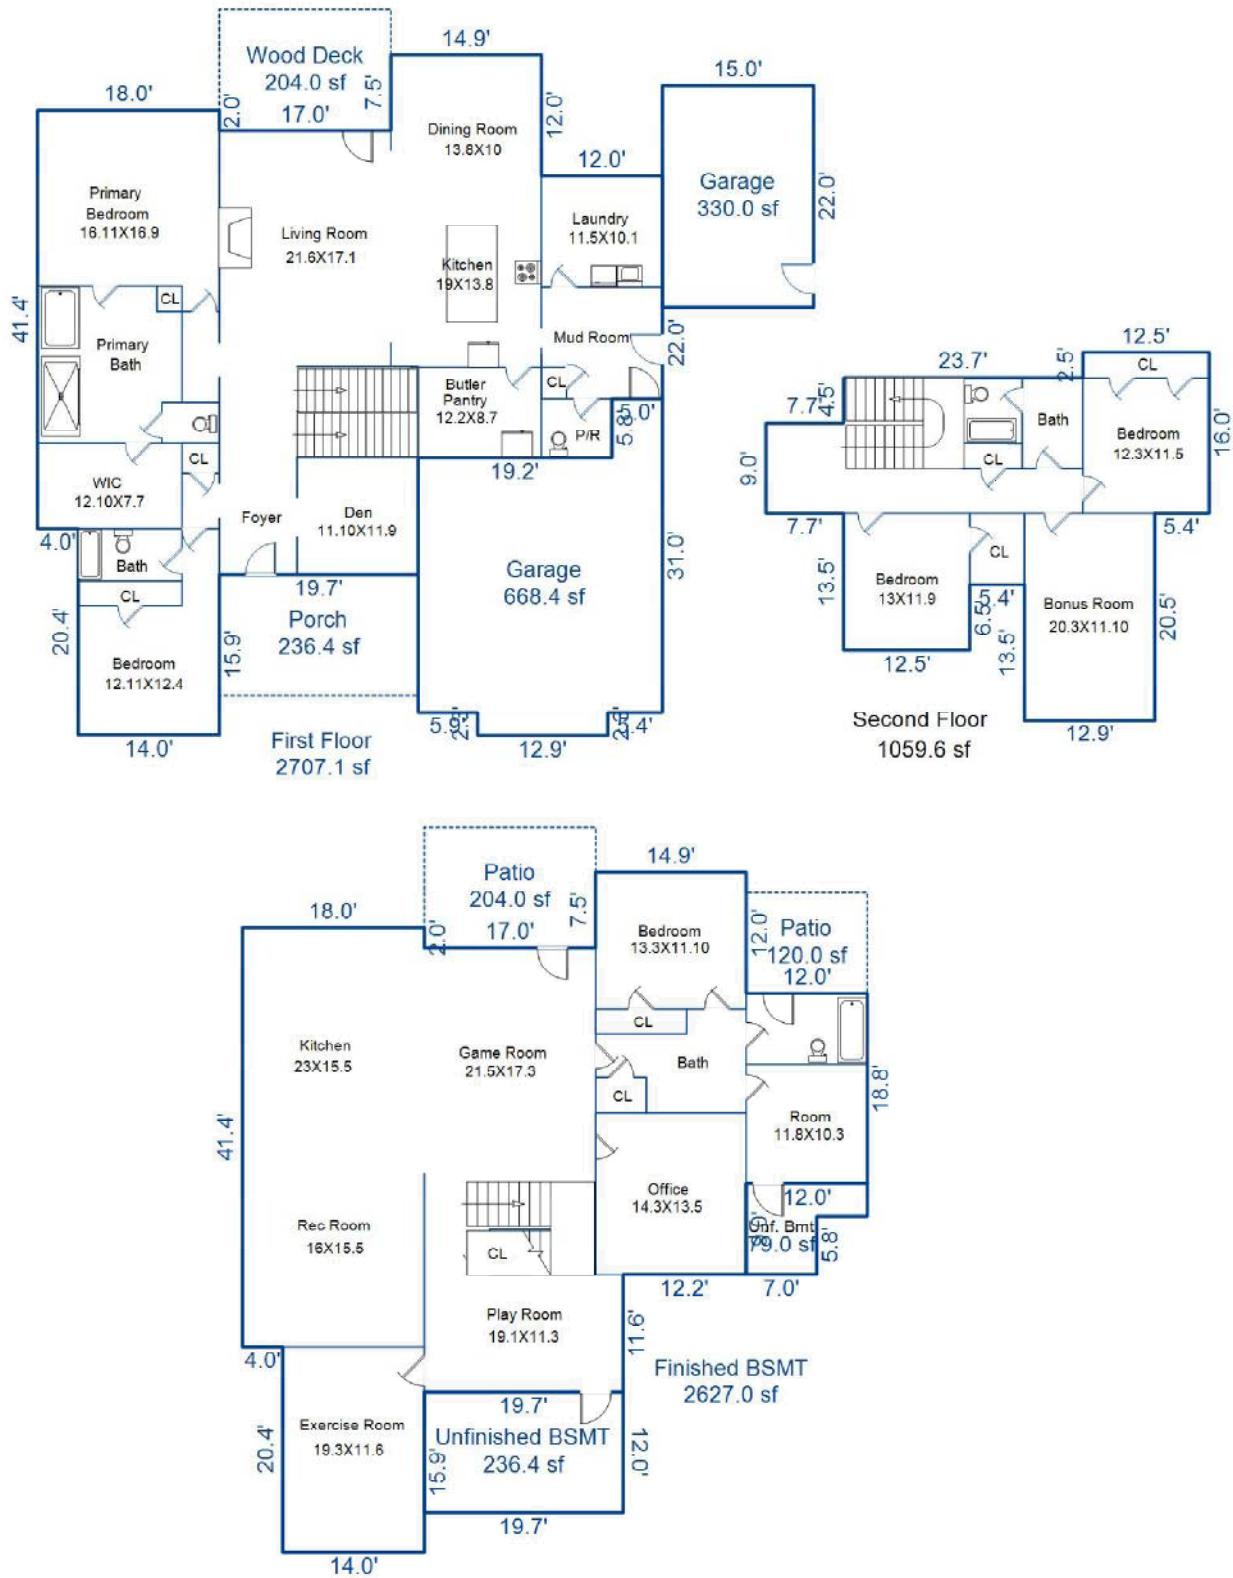 14.9'
Wood Deck
204.0 sf
7.5'
15.0'
18.0'
2.0'
17.0'
12.0'
Dining Room
13.8X10
12.0'
Garage
330.0 sf
22.0'
Primary
Bedroom
16.11X16.9
Living Room
21.6X17.1
Laundry
11.5X10.1
Kitchen
19X13.8
CL
41.4'
Primary
Bath
Mud Room
22.0'
Butler
Pantry
12.2X8.7
CL
5.0'
5.8'
P/R
CL
WIC
12.10X7.7
19.2'
Foyer
Den
11.10X11.9
4.0'
Bath
CL
20.4'
Bedroom
12.11X12.4
15.9'
19.7'
Porch
236.4 sf
Garage
668.4 sf
31.0'
14.0'
5.9'
12.9'
5.4'
First Floor
2707.1 sf
12.5'
23.7'
2.5'
CL
7.7'
4.5'
Bath
Bedroom
12.3X11.5
16.0'
9.0'
CL
7.7'
5.4'
13.5'
Bedroom
13X11.9
CL
5.4'
6.5'
13.5'
Bonus Room
20.3X11.10
20.5'
12.5'
12.9'
Second Floor
1059.6 sf
14.9'
Patio
204.0 sf
7.5'
18.0'
2.0'
17.0'
Bedroom
13.3X11.10
12.0'
Patio
120.0 sf
12.0'
CL
Kitchen
23X15.5
Game Room
21.5X17.3
Bath
CL
18.8'
Room
11.8X10.3
41.4'
Office
14.3X13.5
12.0'
Unf. Bmt
79.0 sf
5.8'
Rec Room
16X15.5
CL
12.2'
7.0'
Play Room
19.1X11.3
11.6'
4.0'
Finished BSMT
2627.0 sf
19.7'
Exercise Room
19.3X11.6
20.4'
15.9'
Unfinished BSMT
236.4 sf
12.0'
19.7'
14.0'